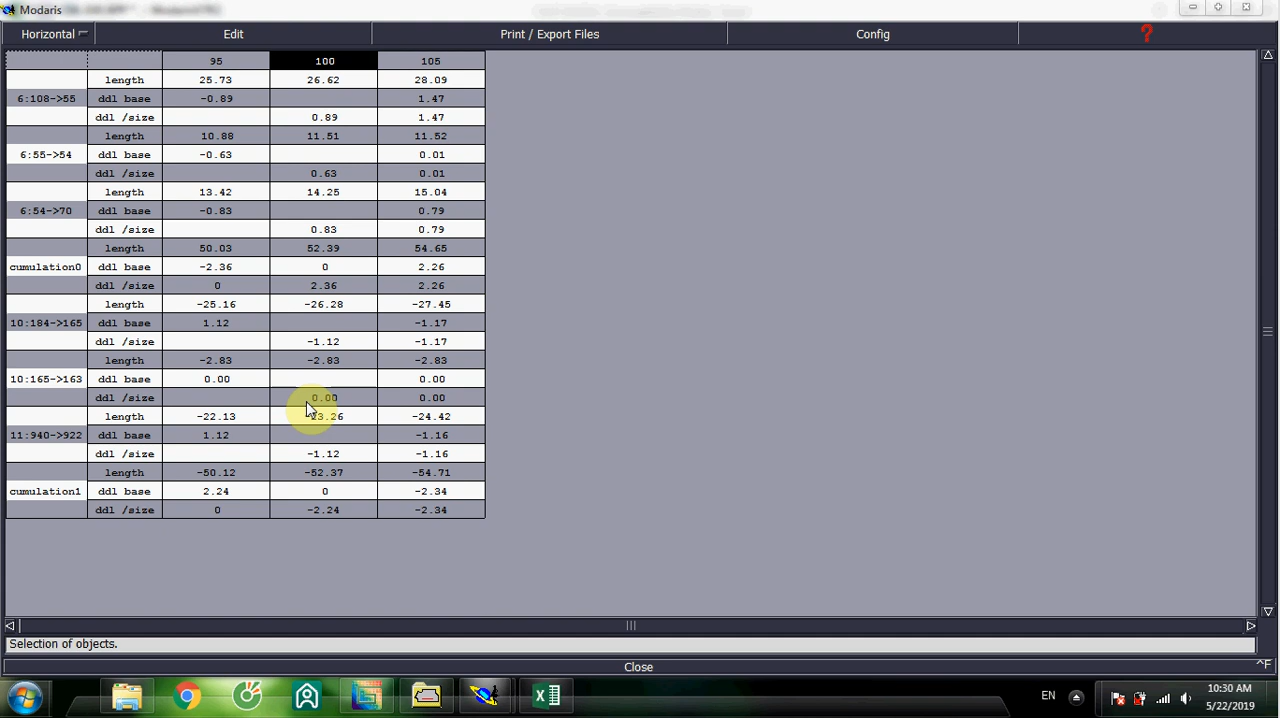 Modaris
Horizontal Edit Print / Export Files Config ?
95 100 105
length 25.73 26.62 28.09
6:108->55 ddl base -0.89 1.47
ddl /size 0.89 1.47
length 10.88 11.51 11.52
6:55->54 ddl base -0.63 0.01
ddl /size 0.63 0.01
length 13.42 14.25 15.04
6:54->70 ddl base -0.83 0.79
ddl /size 0.83 0.79
length 50.03 52.39 54.65
cumulation0 ddl base -2.36 0 2.26
ddl /size 0 2.36 2.26
length -25.16 -26.28 -27.45
10:184->165 ddl base 1.12 -1.17
ddl /size -1.12 -1.17
length -2.83 -2.83 -2.83
10:165->163 ddl base 0.00 0.00
ddl /size 0.00 0.00
length -22.13 -23.26 -24.42
11:940->922 ddl base 1.12 -1.16
ddl /size -1.12 -1.16
length -50.12 -52.37 -54.71
cumulation1 ddl base 2.24 0 -2.34
ddl /size 0 -2.24 -2.34
Selection of objects.
Close ^F
EN 10:30 AM
5/22/2019